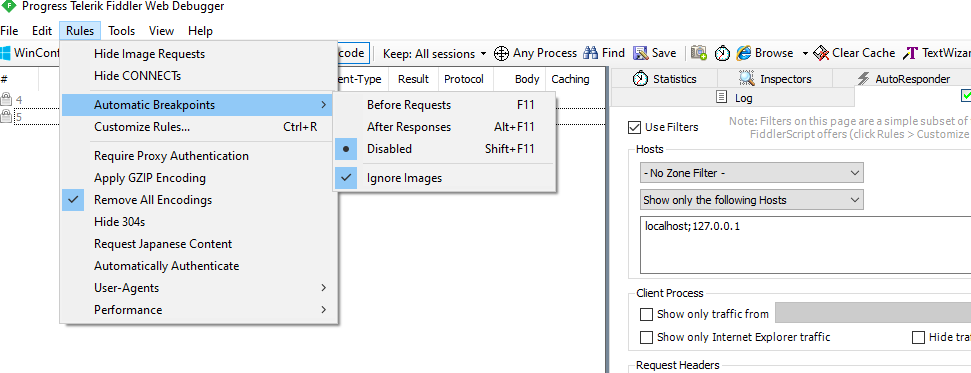 Progress Telerik Fiddler Web Debugger
File Edit Rules Tools View Help
WinConf code Keep: All sessions Any Process Find Save Browse Clear Cache TextWizar
# ent-Type Result Protocol Body Caching
4
5
Hide Image Requests
Hide CONNECTs
Automatic Breakpoints
Customize Rules... Ctrl+R
Require Proxy Authentication
Apply GZIP Encoding
Remove All Encodings
Hide 304s
Request Japanese Content
Automatically Authenticate
User-Agents
Performance
Before Requests F11
After Responses Alt+F11
Disabled Shift+F11
Ignore Images
Statistics Inspectors AutoResponder
Log
Use Filters
Note: Filters on this page are a simple subset of
FiddlerScript offers (click Rules > Customize
Hosts
- No Zone Filter -
Show only the following Hosts
localhost;127.0.0.1
Client Process
Show only traffic from
Show only Internet Explorer traffic Hide tra
Request Headers